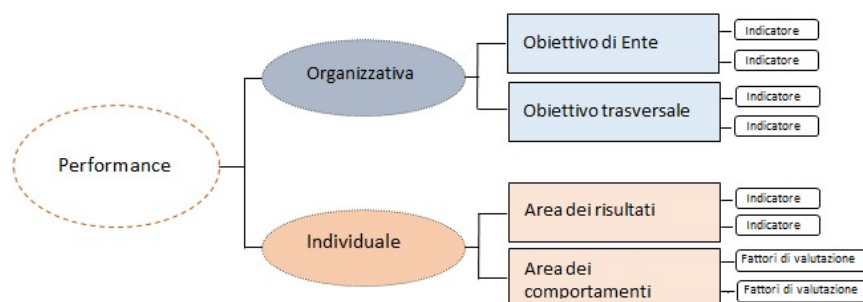 Performance
Organizzativa
Obiettivo di Ente
Indicatore
Indicatore
Obiettivo trasversale
Indicatore
Indicatore
Individuale
Area dei risultati
Indicatore
Indicatore
Area dei
comportamenti
Fattori di valutazione
Fattori di valutazione